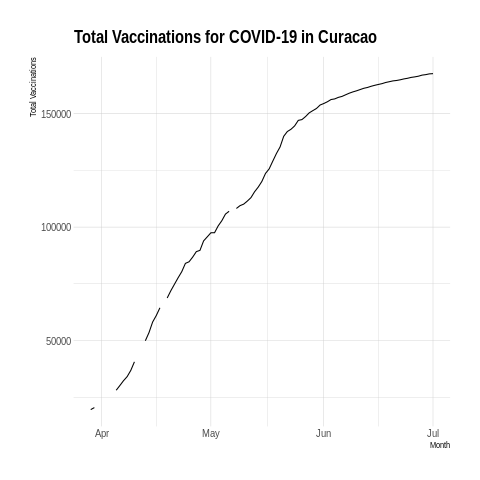 Total Vaccinations for COVID-19 in Curacao
Total Vaccinations
150000
100000
50000
Apr May Jun Jul
Month